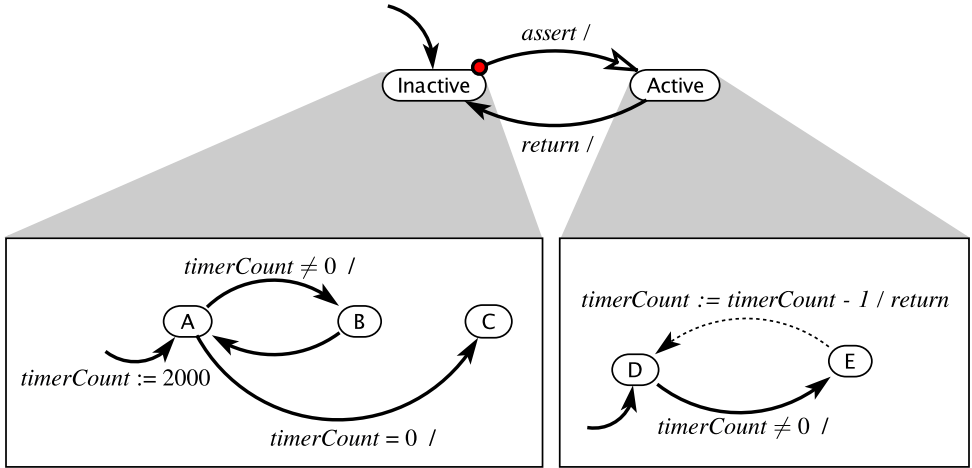 assert /
Inactive
Active
return /
timerCount ≠ 0 /
A
B
C
timerCount := 2000
timerCount = 0 /
timerCount := timerCount - 1 / return
D
E
timerCount ≠ 0 /